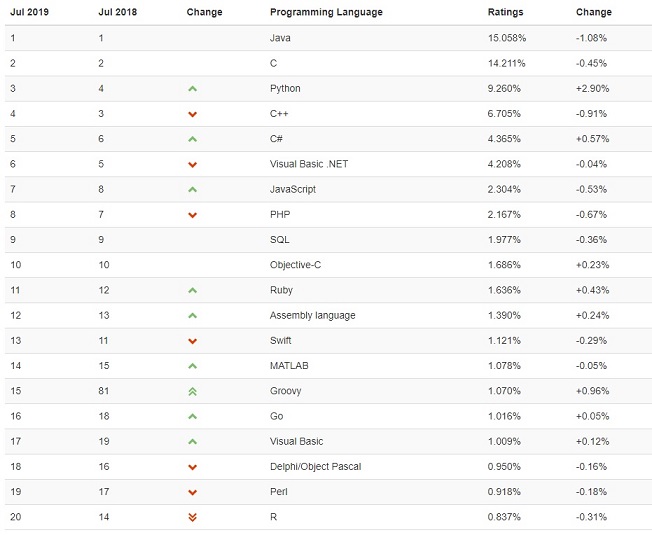 Jul 2019 Jul 2018 Change Programming Language Ratings Change
1 1 Java 15.058% -1.08%
2 2 C 14.211% -0.45%
3 4 Python 9.260% +2.90%
4 3 C++ 6.705% -0.91%
5 6 C# 4.365% +0.57%
6 5 Visual Basic .NET 4.208% -0.04%
7 8 JavaScript 2.304% -0.53%
8 7 PHP 2.167% -0.67%
9 9 SQL 1.977% -0.36%
10 10 Objective-C 1.686% +0.23%
11 12 Ruby 1.636% +0.43%
12 13 Assembly language 1.390% +0.24%
13 11 Swift 1.121% -0.29%
14 15 MATLAB 1.078% -0.05%
15 81 Groovy 1.070% +0.96%
16 18 Go 1.016% +0.05%
17 19 Visual Basic 1.009% +0.12%
18 16 Delphi/Object Pascal 0.950% -0.16%
19 17 Perl 0.918% -0.18%
20 14 R 0.837% -0.31%